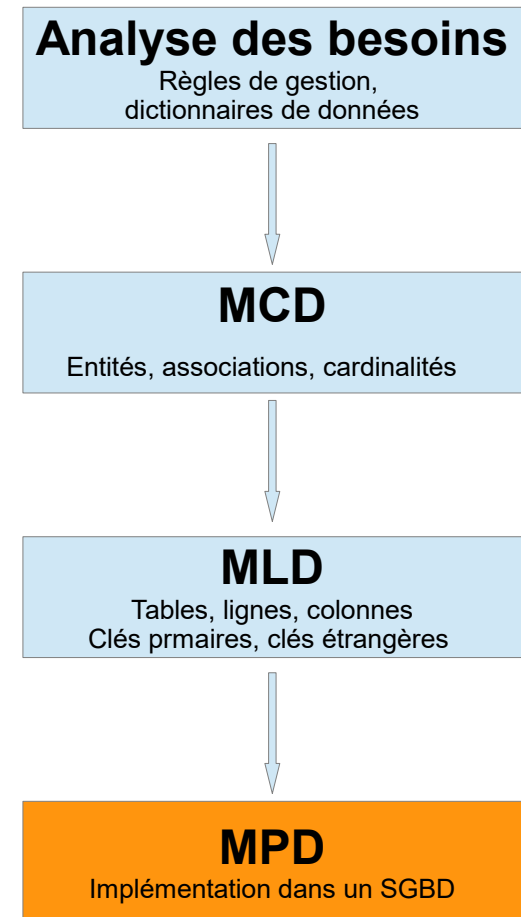 Analyse des besoins
Règles de gestion,
dictionnaires de données
MCD
Entités, associations, cardinalités
MLD
Tables, lignes, colonnes
Clés prmaires, clés étrangères
MPD
Implémentation dans un SGBD